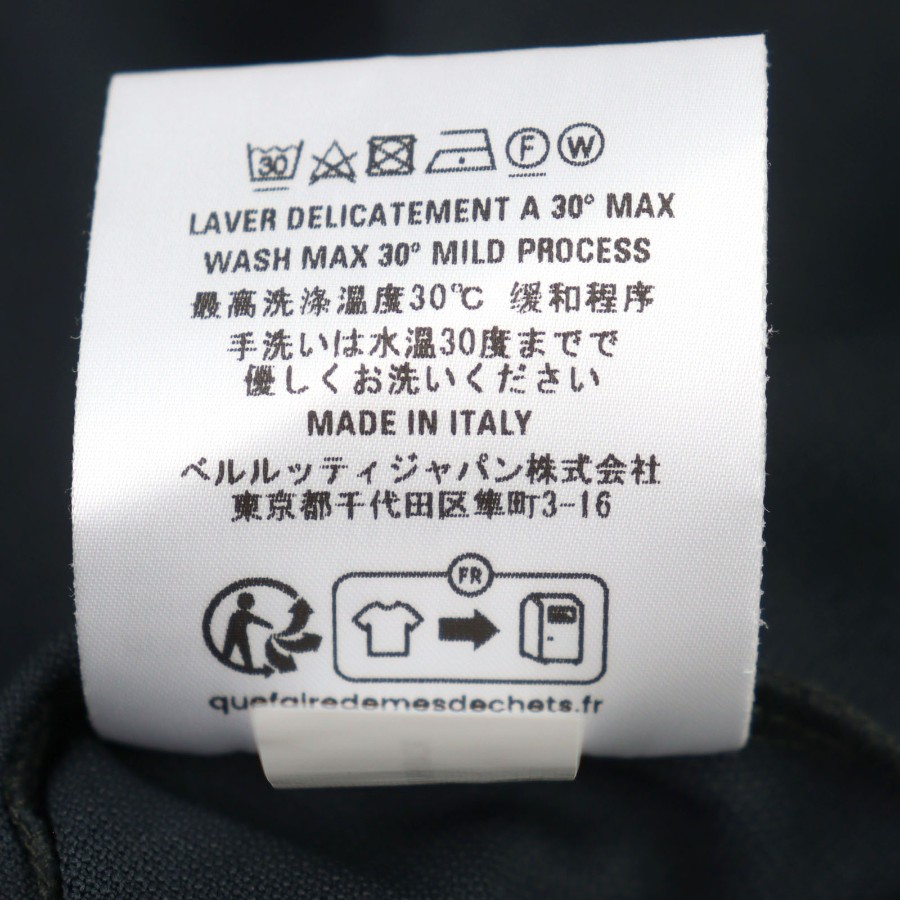 30 F W
LAVER DELICATEMENT A 30° MAX
WASH MAX 30° MILD PROCESS
最高洗涤温度30℃ 缓和程序
手洗いは水温30度までで
優しくお洗いください
MADE IN ITALY
ベルルッティジャパン株式会社
東京都千代田区隼町3-16
FR
quefairedemesdechets.fr